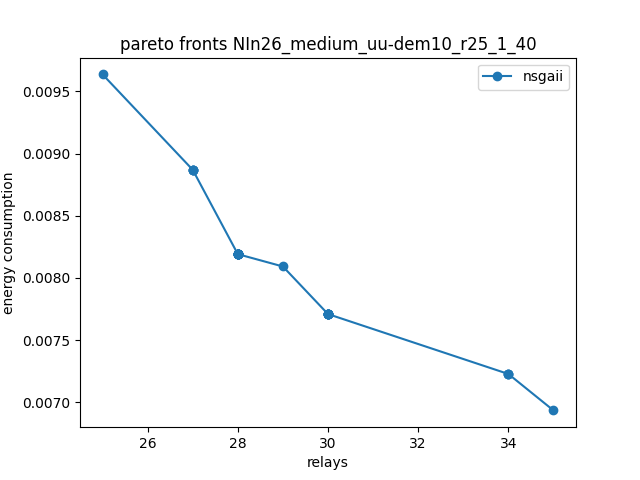 pareto fronts NIn26_medium_uu-dem10_r25_1_40
nsgaii
energy consumption
0.0095
0.0090
0.0085
0.0080
0.0075
0.0070
26 28 30 32 34
relays